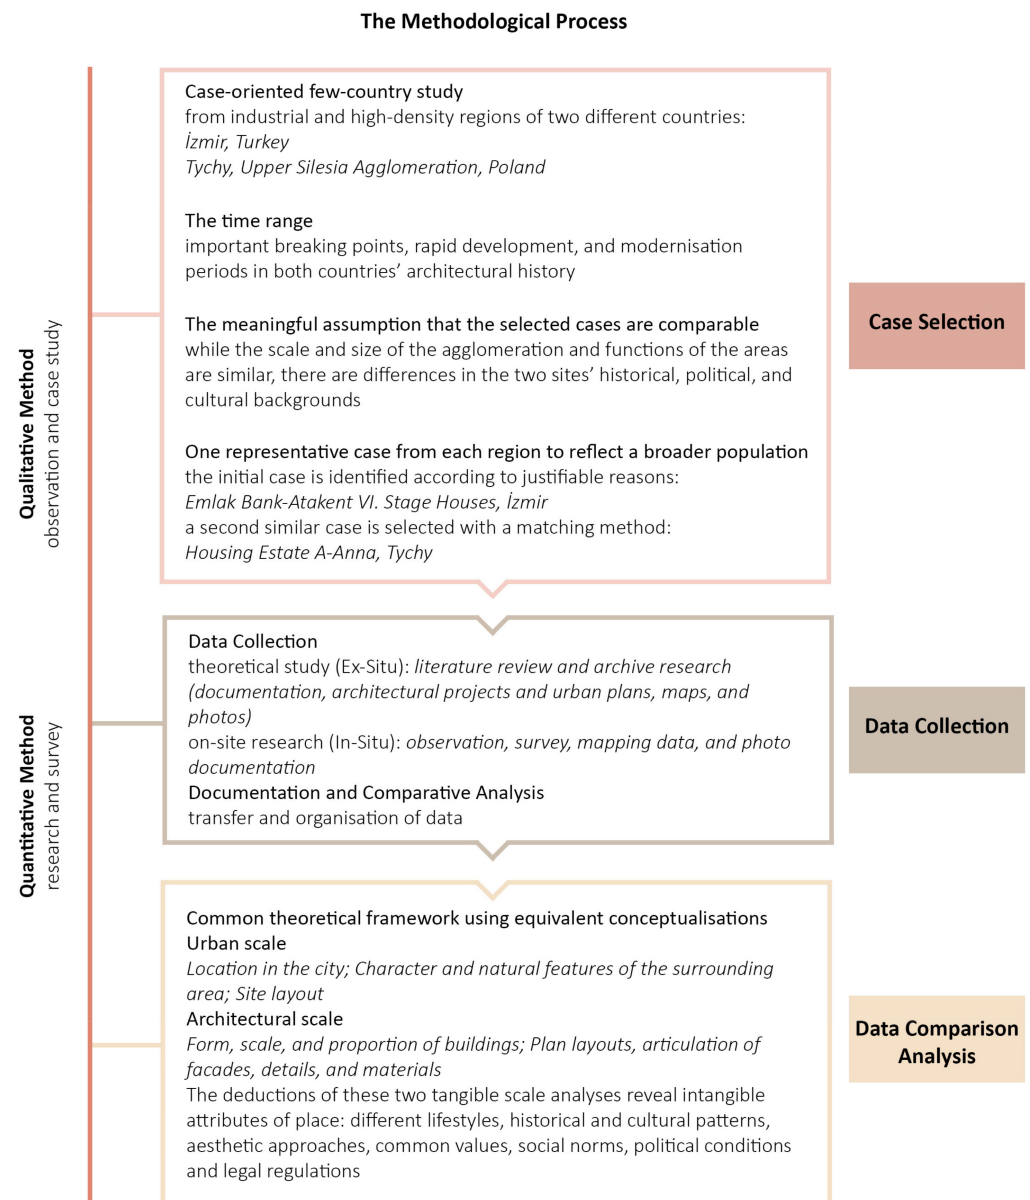 The Methodological Process
Qualitative Method
observation and case study
Case-oriented few-country study
from industrial and high-density regions of two different countries:
İzmir, Turkey
Tychy, Upper Silesia Agglomeration, Poland
The time range
important breaking points, rapid development, and modernisation
periods in both countries’ architectural history
The meaningful assumption that the selected cases are comparable
while the scale and size of the agglomeration and functions of the areas
are similar, there are differences in the two sites’ historical, political, and
cultural backgrounds
One representative case from each region to reflect a broader population
the initial case is identified according to justifiable reasons:
Emlak Bank-Atakent VI. Stage Houses, İzmir
a second similar case is selected with a matching method:
Housing Estate A-Anna, Tychy
Case Selection
Quantitative Method
research and survey
Data Collection
theoretical study (Ex-Situ): literature review and archive research
(documentation, architectural projects and urban plans, maps, and
photos)
on-site research (In-Situ): observation, survey, mapping data, and photo
documentation
Documentation and Comparative Analysis
transfer and organisation of data
Data Collection
Common theoretical framework using equivalent conceptualisations
Urban scale
Location in the city; Character and natural features of the surrounding
area; Site layout
Architectural scale
Form, scale, and proportion of buildings; Plan layouts, articulation of
facades, details, and materials
The deductions of these two tangible scale analyses reveal intangible
attributes of place: different lifestyles, historical and cultural patterns,
aesthetic approaches, common values, social norms, political conditions
and legal regulations
Data Comparison
Analysis